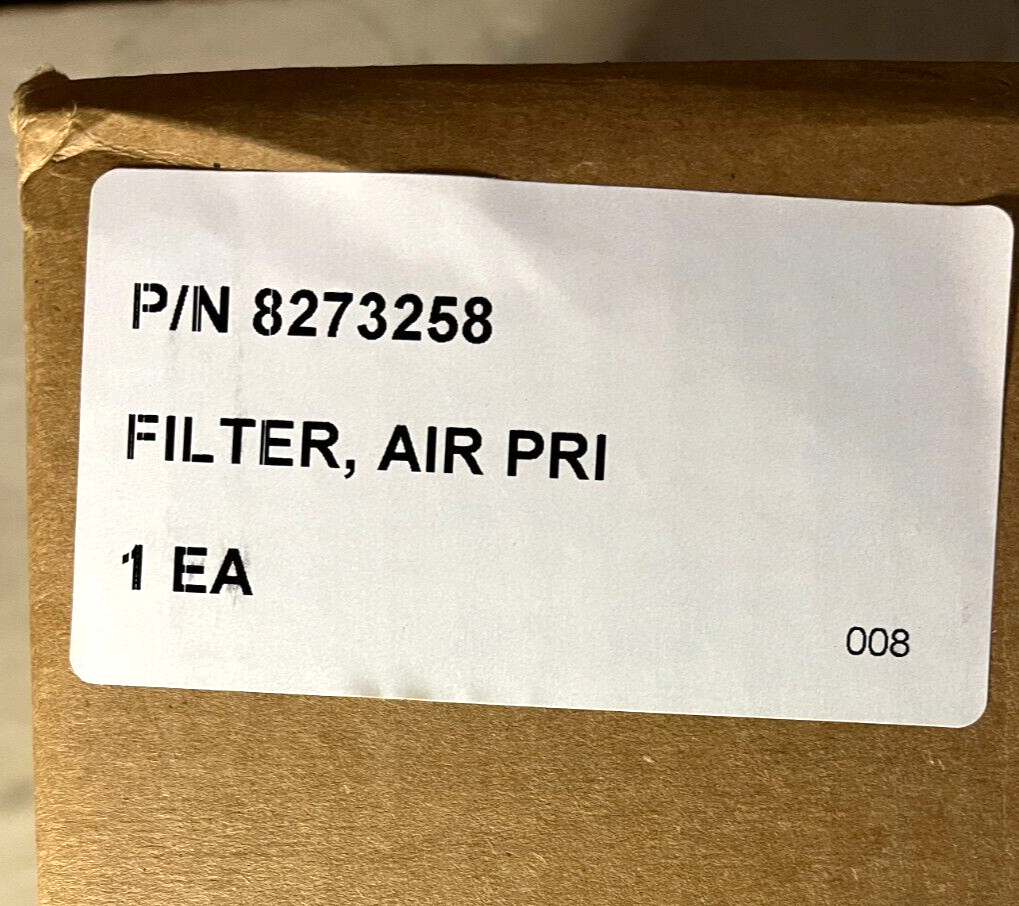 P/N 8273258
FILTER, AIR PRI
1 EA
008